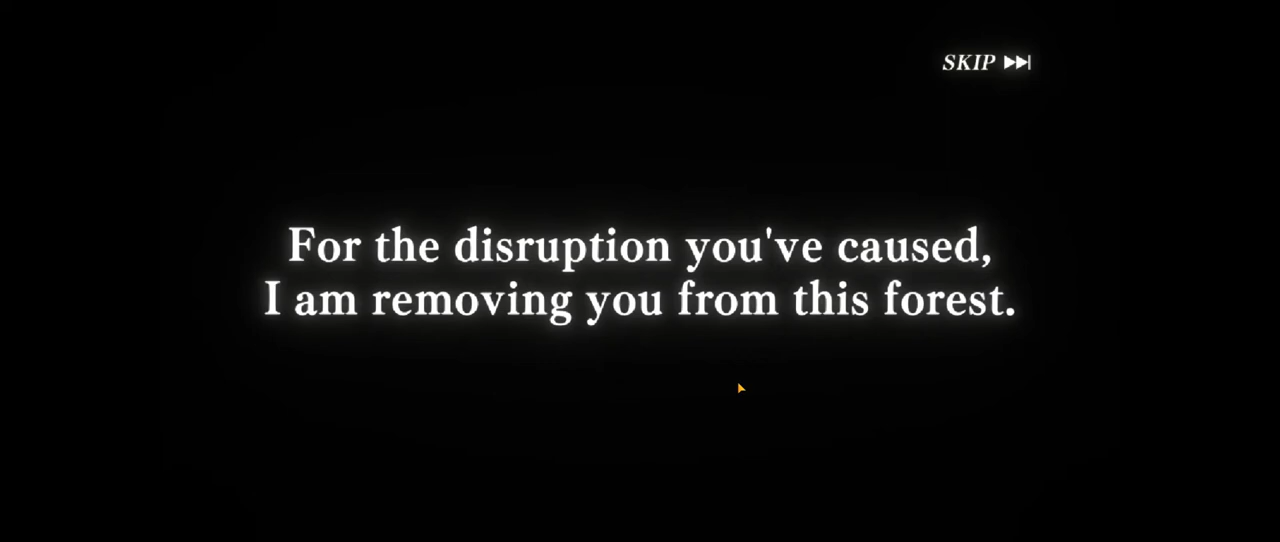 SKIP
For the disruption you've caused,
I am removing you from this forest.